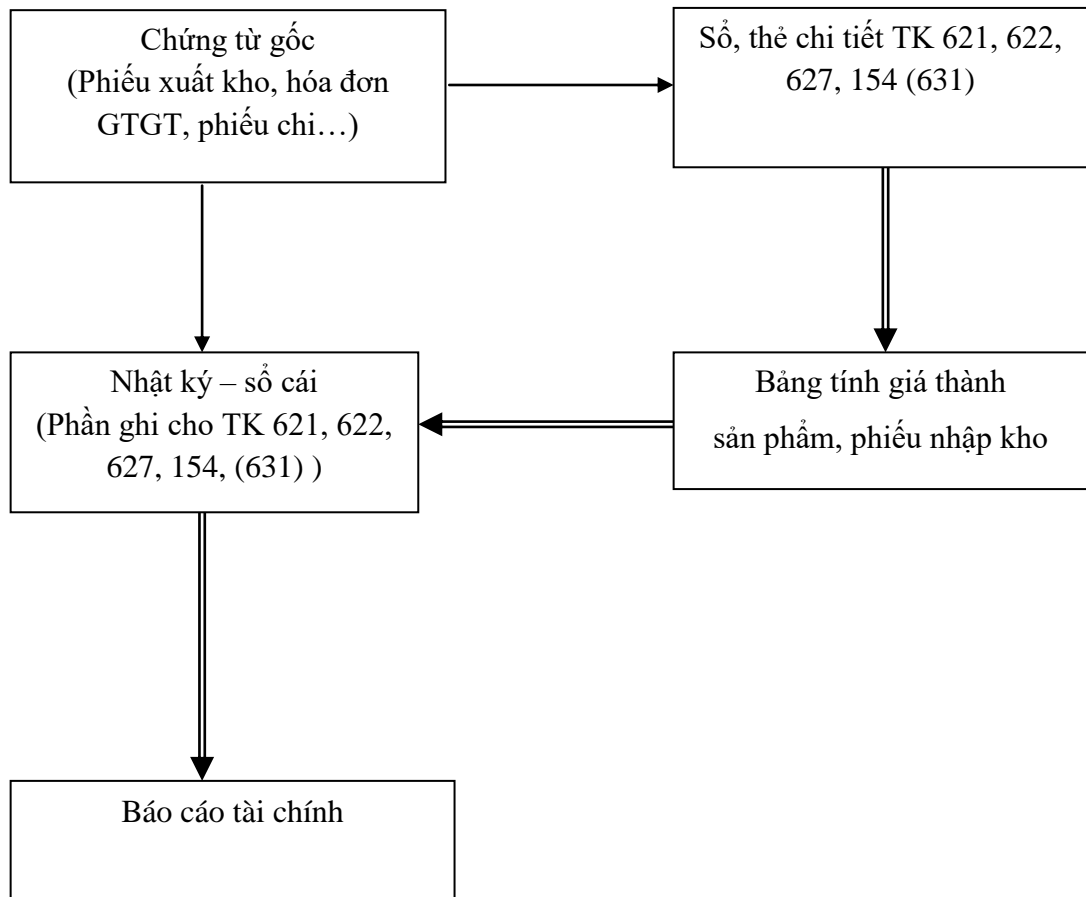 Chứng từ gốc
(Phiếu xuất kho, hóa đơn
GTGT, phiếu chi…)
Sổ, thẻ chi tiết TK 621, 622,
627, 154 (631)
Nhật ký – sổ cái
(Phần ghi cho TK 621, 622,
627, 154, (631) )
Bảng tính giá thành
sản phẩm, phiếu nhập kho
Báo cáo tài chính